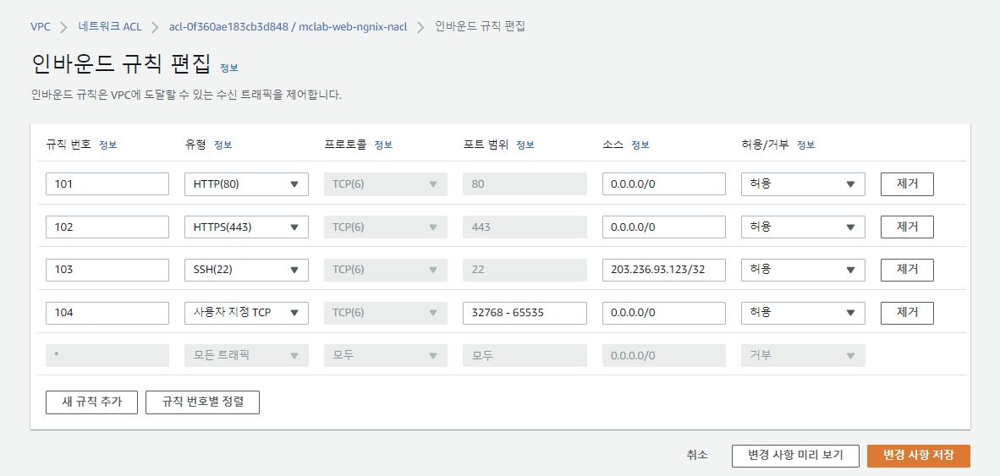 VPC > 네트워크 ACL > acl-0f360ae183cb3d848 / mclab-web-ngnix-nacl > 인바운드 규칙 편집
인바운드 규칙 편집 정보
인바운드 규칙은 VPC에 도달할 수 있는 수신 트래픽을 제어합니다.
규칙 번호 정보 유형 정보 프로토콜 정보 포트 범위 정보 소스 정보 허용/거부 정보
101 HTTP(80) TCP(6) 80 0.0.0.0/0 허용 제거
102 HTTPS(443) TCP(6) 443 0.0.0.0/0 허용 제거
103 SSH(22) TCP(6) 22 203.236.93.123/32 허용 제거
104 사용자 지정 TCP TCP(6) 32768 - 65535 0.0.0.0/0 허용 제거
* 모든 트래픽 모두 모두 0.0.0.0/0 거부
새 규칙 추가 규칙 번호별 정렬
취소 변경 사항 미리 보기 변경 사항 저장